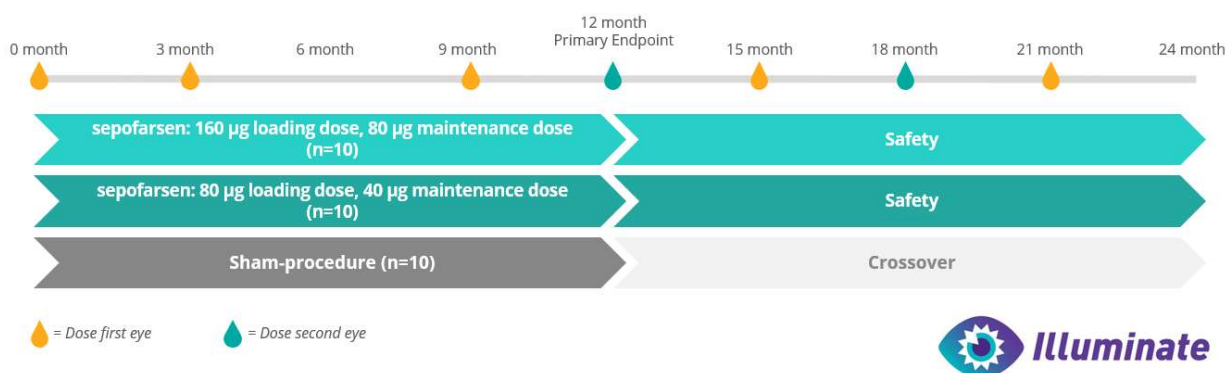 12 month
0 month 3 month 6 month 9 month Primary Endpoint 15 month 18 month 21 month 24 month
sepofarsen: 160 µg loading dose, 80 µg maintenance dose
(n=10)
Safety
sepofarsen: 80 µg loading dose, 40 µg maintenance dose
(n=10)
Safety
Sham-procedure (n=10)
Crossover
= Dose first eye
= Dose second eye
Illuminate